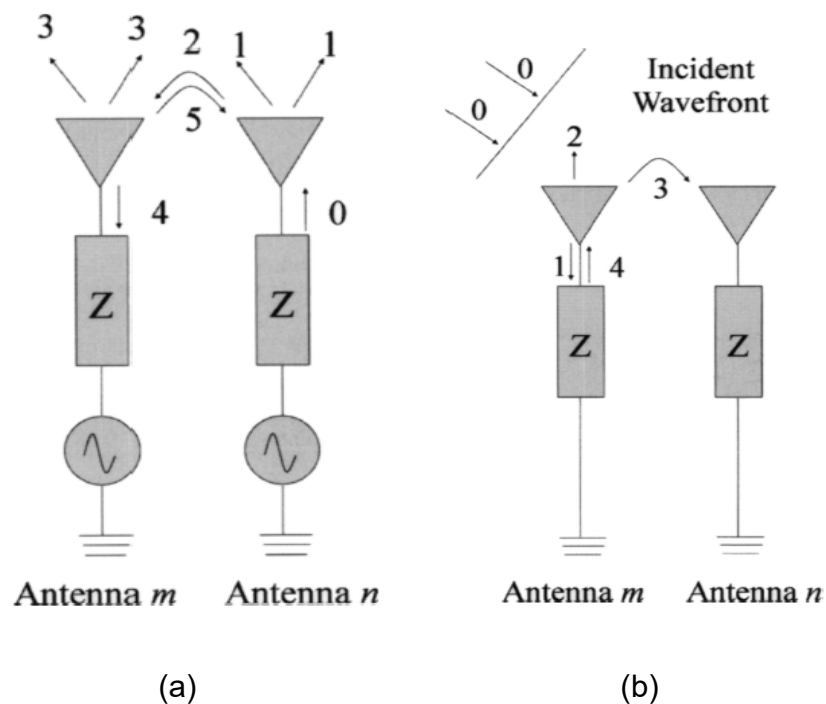 3 3 2 1 1
5
4 0
Z Z
Antenna m Antenna n
(a)
0
0
Incident
Wavefront
2
3
1 4
Z Z
Antenna m Antenna n
(b)